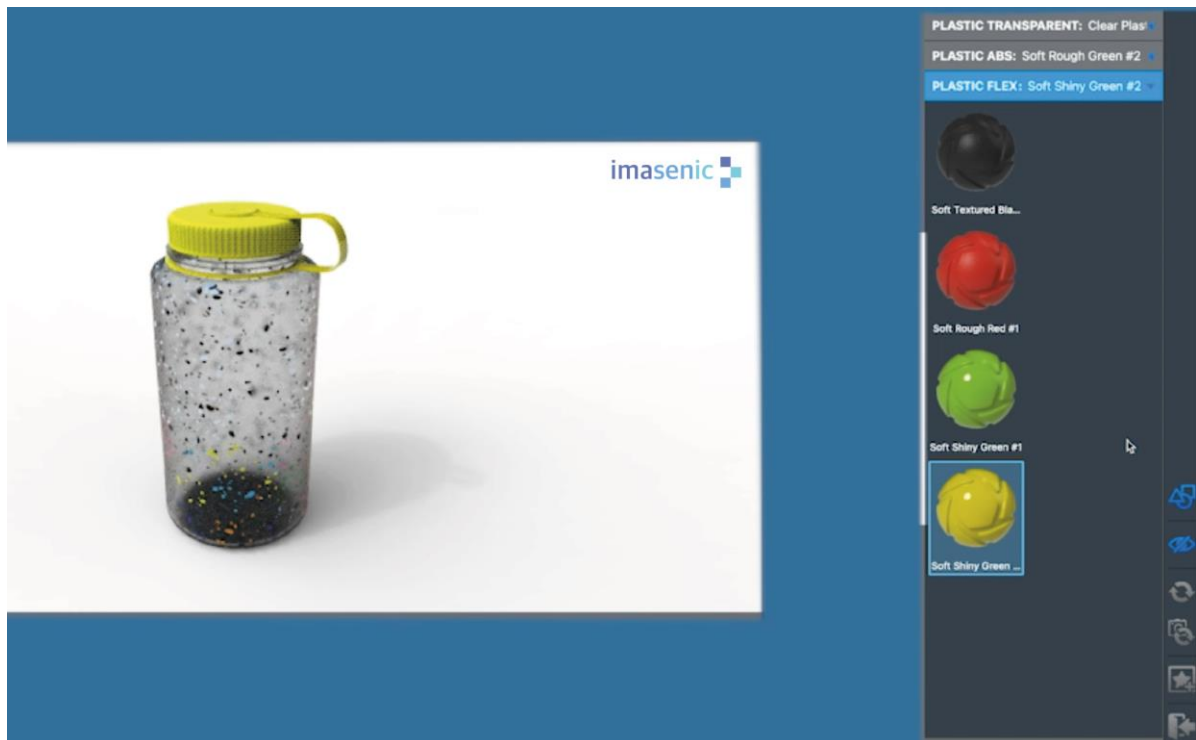 PLASTIC TRANSPARENT: Clear Plast
PLASTIC ABS: Soft Rough Green #2
PLASTIC FLEX: Soft Shiny Green #2
imasenic
Soft Textured Bla...
Soft Rough Red #1
Soft Shiny Green #1
Soft Shiny Green ...